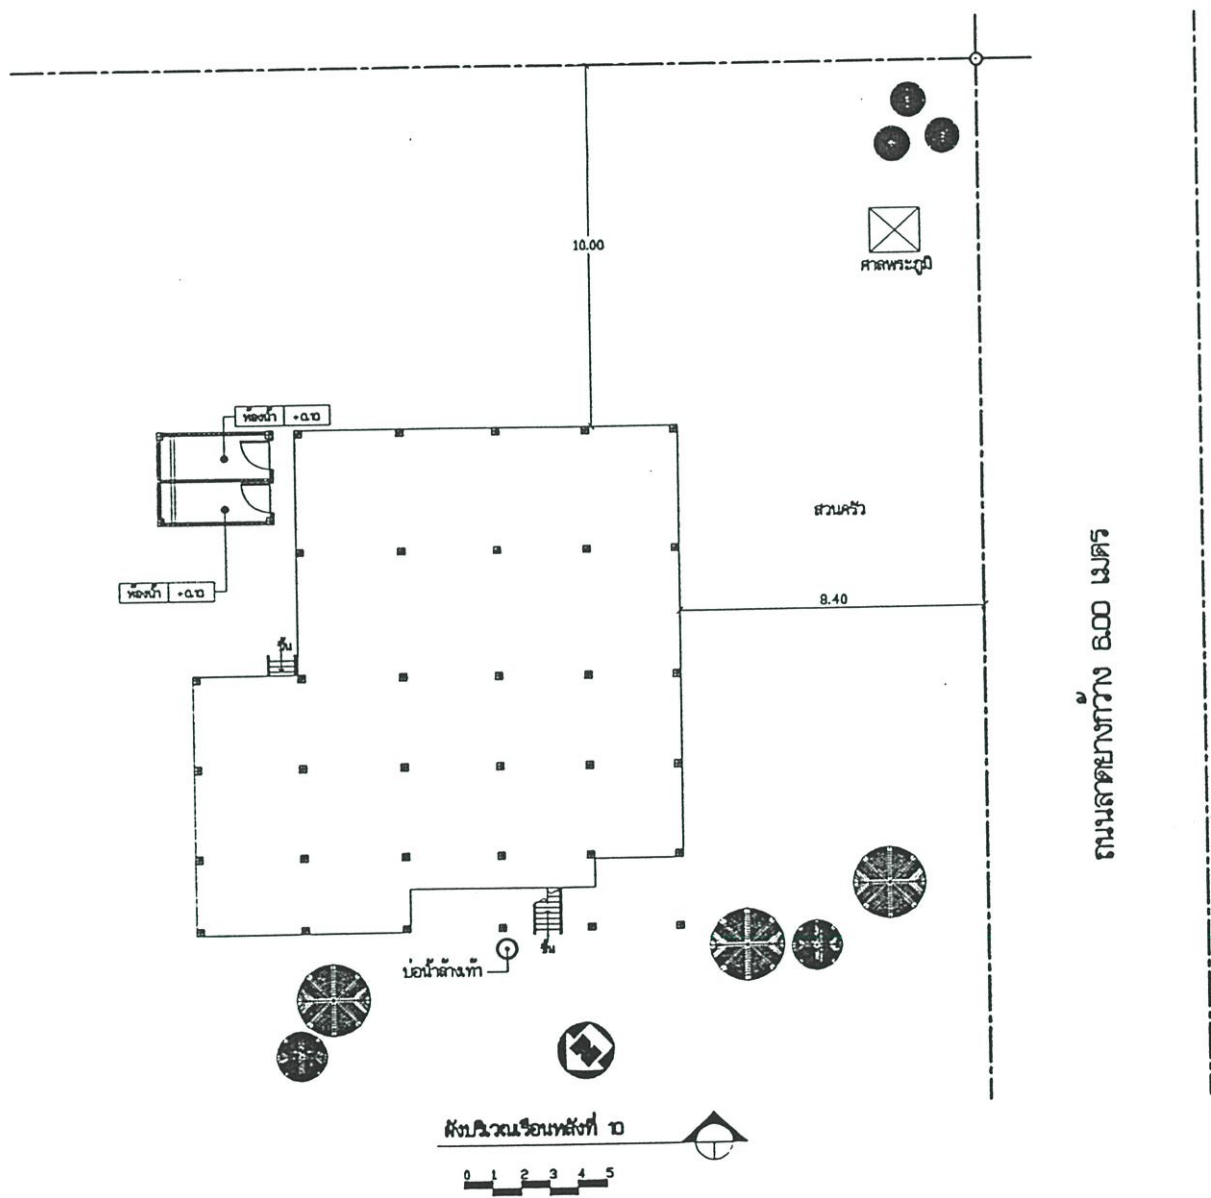 10.00
ศาลพระภูมิ
ห้องน้ำ +0.10
สวนครัว
ห้องน้ำ +0.10
8.40
ถนนลาดยางกว้าง 6.00 เมตร
ขึ้น
บ่อน้ำล้างเท้า
ขึ้น
ผังบริเวณเรือนหลังที่ 10
0 1 2 3 4 5